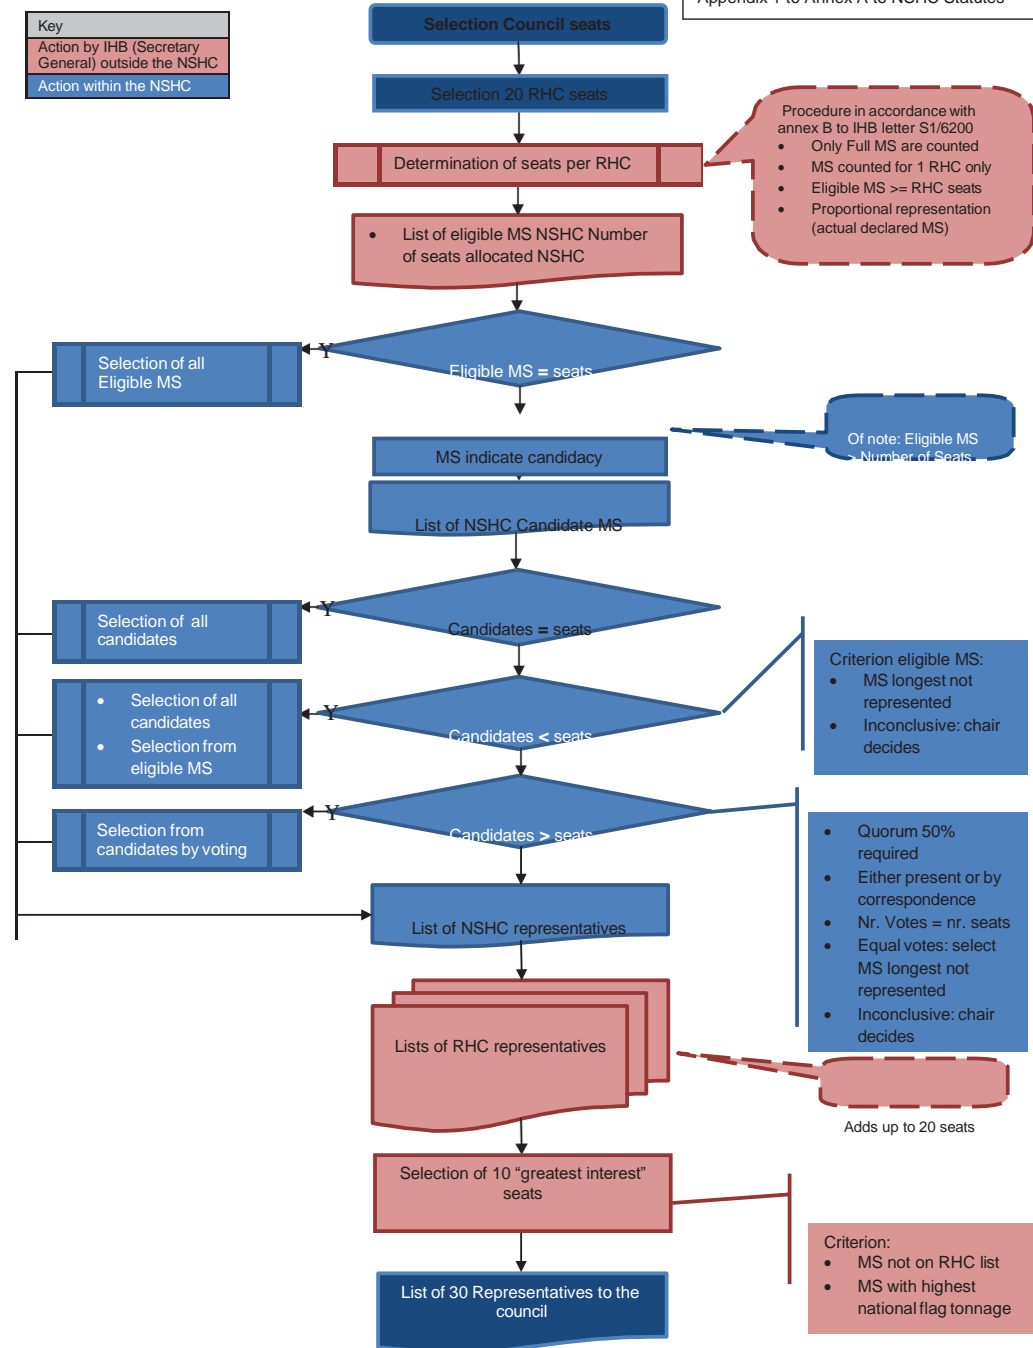 Appendix 1 to Annex A to NSHC Statutes
Key
Action by IHB (Secretary
General) outside the NSHC
Action within the NSHC
Selection Council seats
Selection 20 RHC seats
Determination of seats per RHC
Procedure in accordance with
annex B to IHB letter S1/6200
• Only Full MS are counted
• MS counted for 1 RHC only
• Eligible MS >= RHC seats
• Proportional representation
(actual declared MS)
• List of eligible MS NSHC Number
of seats allocated NSHC
Eligible MS = seats
Y
Selection of all
Eligible MS
Of note: Eligible MS
> Number of Seats
MS indicate candidacy
List of NSHC Candidate MS
Candidates = seats
Y
Selection of all
candidates
Candidates < seats
Y
• Selection of all
candidates
• Selection from
eligible MS
Criterion eligible MS:
• MS longest not
represented
• Inconclusive: chair
decides
Candidates > seats
Y
Selection from
candidates by voting
• Quorum 50%
required
• Either present or by
correspondence
• Nr. Votes = nr. seats
• Equal votes: select
MS longest not
represented
• Inconclusive: chair
decides
List of NSHC representatives
Lists of RHC representatives
Adds up to 20 seats
Selection of 10 “greatest interest”
seats
Criterion:
• MS not on RHC list
• MS with highest
national flag tonnage
List of 30 Representatives to the
council